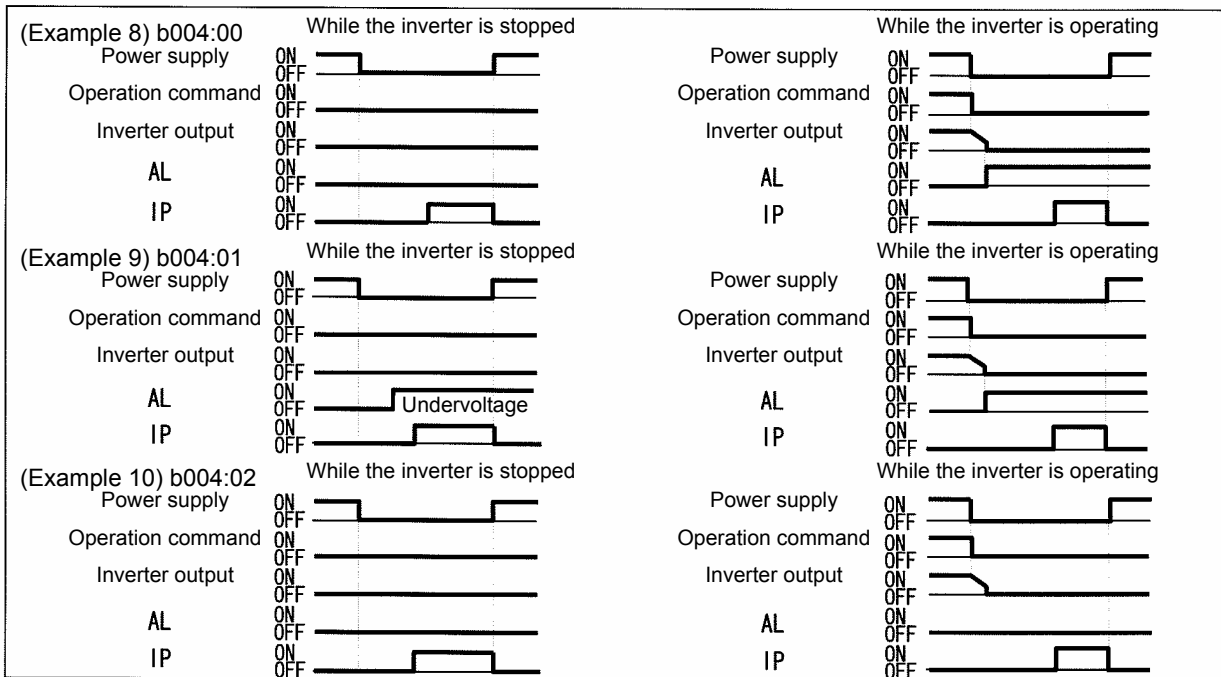 (Example 8) b004:00
While the inverter is stopped
Power supply ON OFF
Operation command ON OFF
Inverter output ON OFF
AL ON OFF
IP ON OFF
While the inverter is operating
Power supply ON OFF
Operation command ON OFF
Inverter output ON OFF
AL ON OFF
IP ON OFF
(Example 9) b004:01
While the inverter is stopped
Power supply ON OFF
Operation command ON OFF
Inverter output ON OFF
AL ON OFF
Undervoltage
IP ON OFF
While the inverter is operating
Power supply ON OFF
Operation command ON OFF
Inverter output ON OFF
AL ON OFF
IP ON OFF
(Example 10) b004:02
While the inverter is stopped
Power supply ON OFF
Operation command ON OFF
Inverter output ON OFF
AL ON OFF
IP ON OFF
While the inverter is operating
Power supply ON OFF
Operation command ON OFF
Inverter output ON OFF
AL ON OFF
IP ON OFF